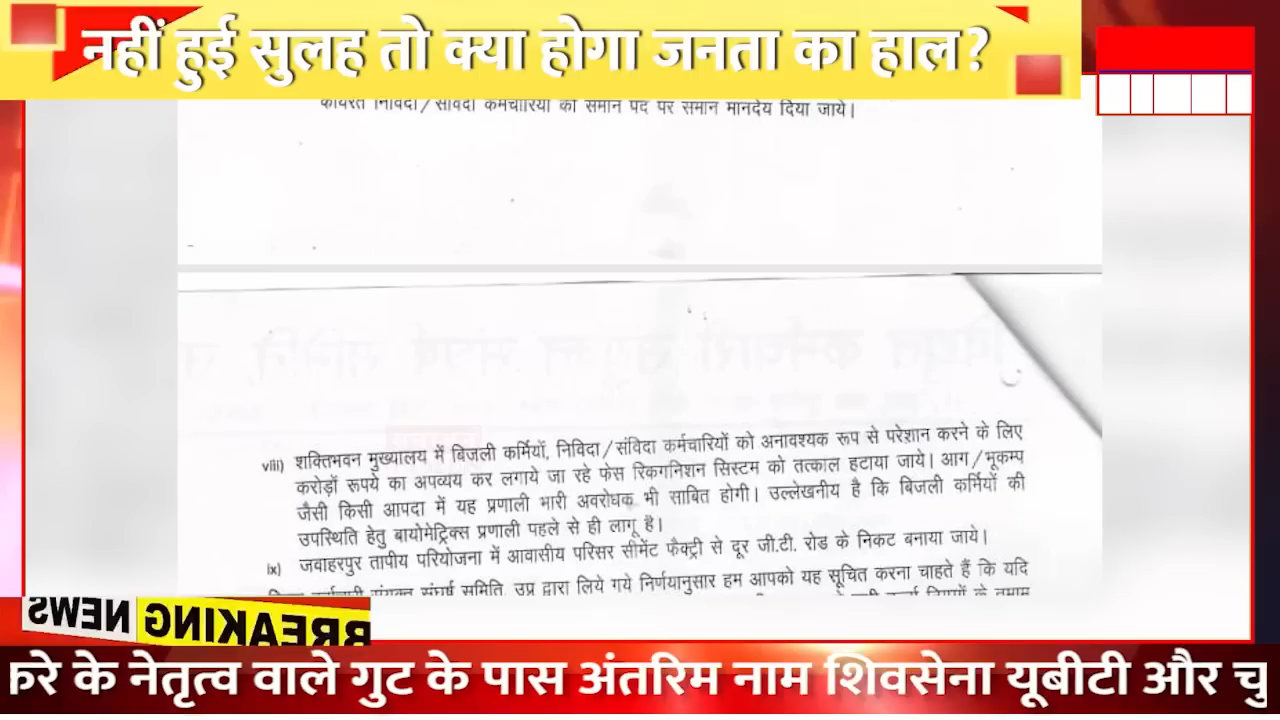 नहीं हुई सुलह तो क्या होगा जनता का हाल?
कार्यरत निविदा/संविदा कर्मचारियों को समान पद पर समान मानदेय दिया जाये।
viii) शक्तिभवन मुख्यालय में बिजली कर्मियों, निविदा/संविदा कर्मचारियों को अनावश्यक रूप से परेशान करने के लिए
करोड़ों रूपये का अपव्यय कर लगाये जा रहे फेस रिकगनिशन सिस्टम को तत्काल हटाया जाये। आग/भूकम्प
जैसी किसी आपदा में यह प्रणाली भारी अवरोधक भी साबित होगी। उल्लेखनीय है कि बिजली कर्मियों की
उपस्थिति हेतु बायोमेट्रिक्स प्रणाली पहले से ही लागू है।
ix) जवाहरपुर तापीय परियोजना में आवासीय परिसर सीमेंट फैक्ट्री से दूर जी.टी. रोड के निकट बनाया जाये।
संयुक्त संघर्ष समिति, उप्र द्वारा लिये गये निर्णयानुसार हम आपको यह सूचित करना चाहते हैं कि यदि
BREAKING NEWS
करे के नेतृत्व वाले गुट के पास अंतरिम नाम शिवसेना यूबीटी और चु